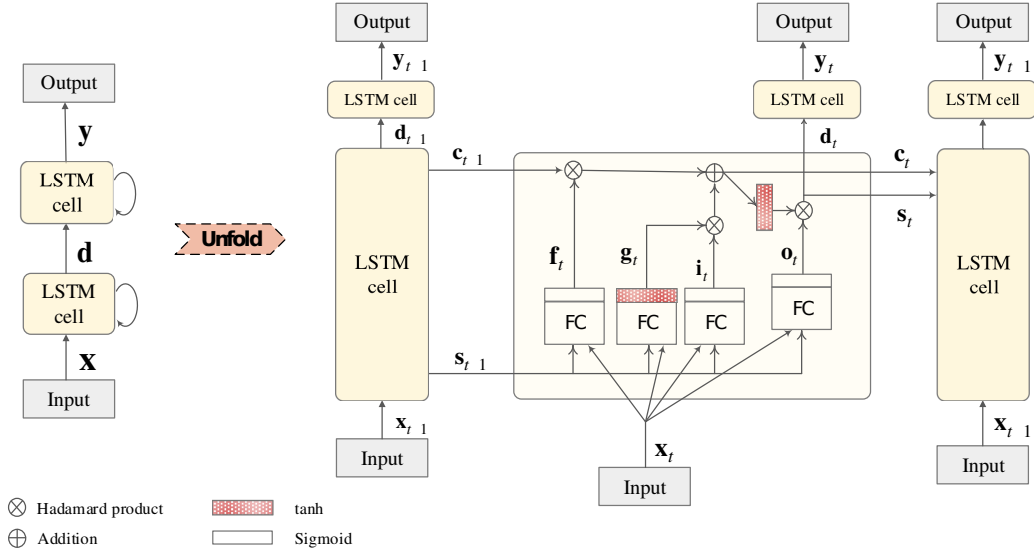 Output
y
LSTM
cell
d
LSTM
cell
x
Input
Unfold
Output
y t 1
LSTM cell
d t 1
LSTM
cell
x t 1
Input
c t 1
s t 1
f t
g t
i t
o t
FC
FC
FC
FC
x t
Input
Output
y t
LSTM cell
d t
c t
s t
Output
y t 1
LSTM cell
LSTM
cell
x t 1
Input
Hadamard product
tanh
Addition
Sigmoid